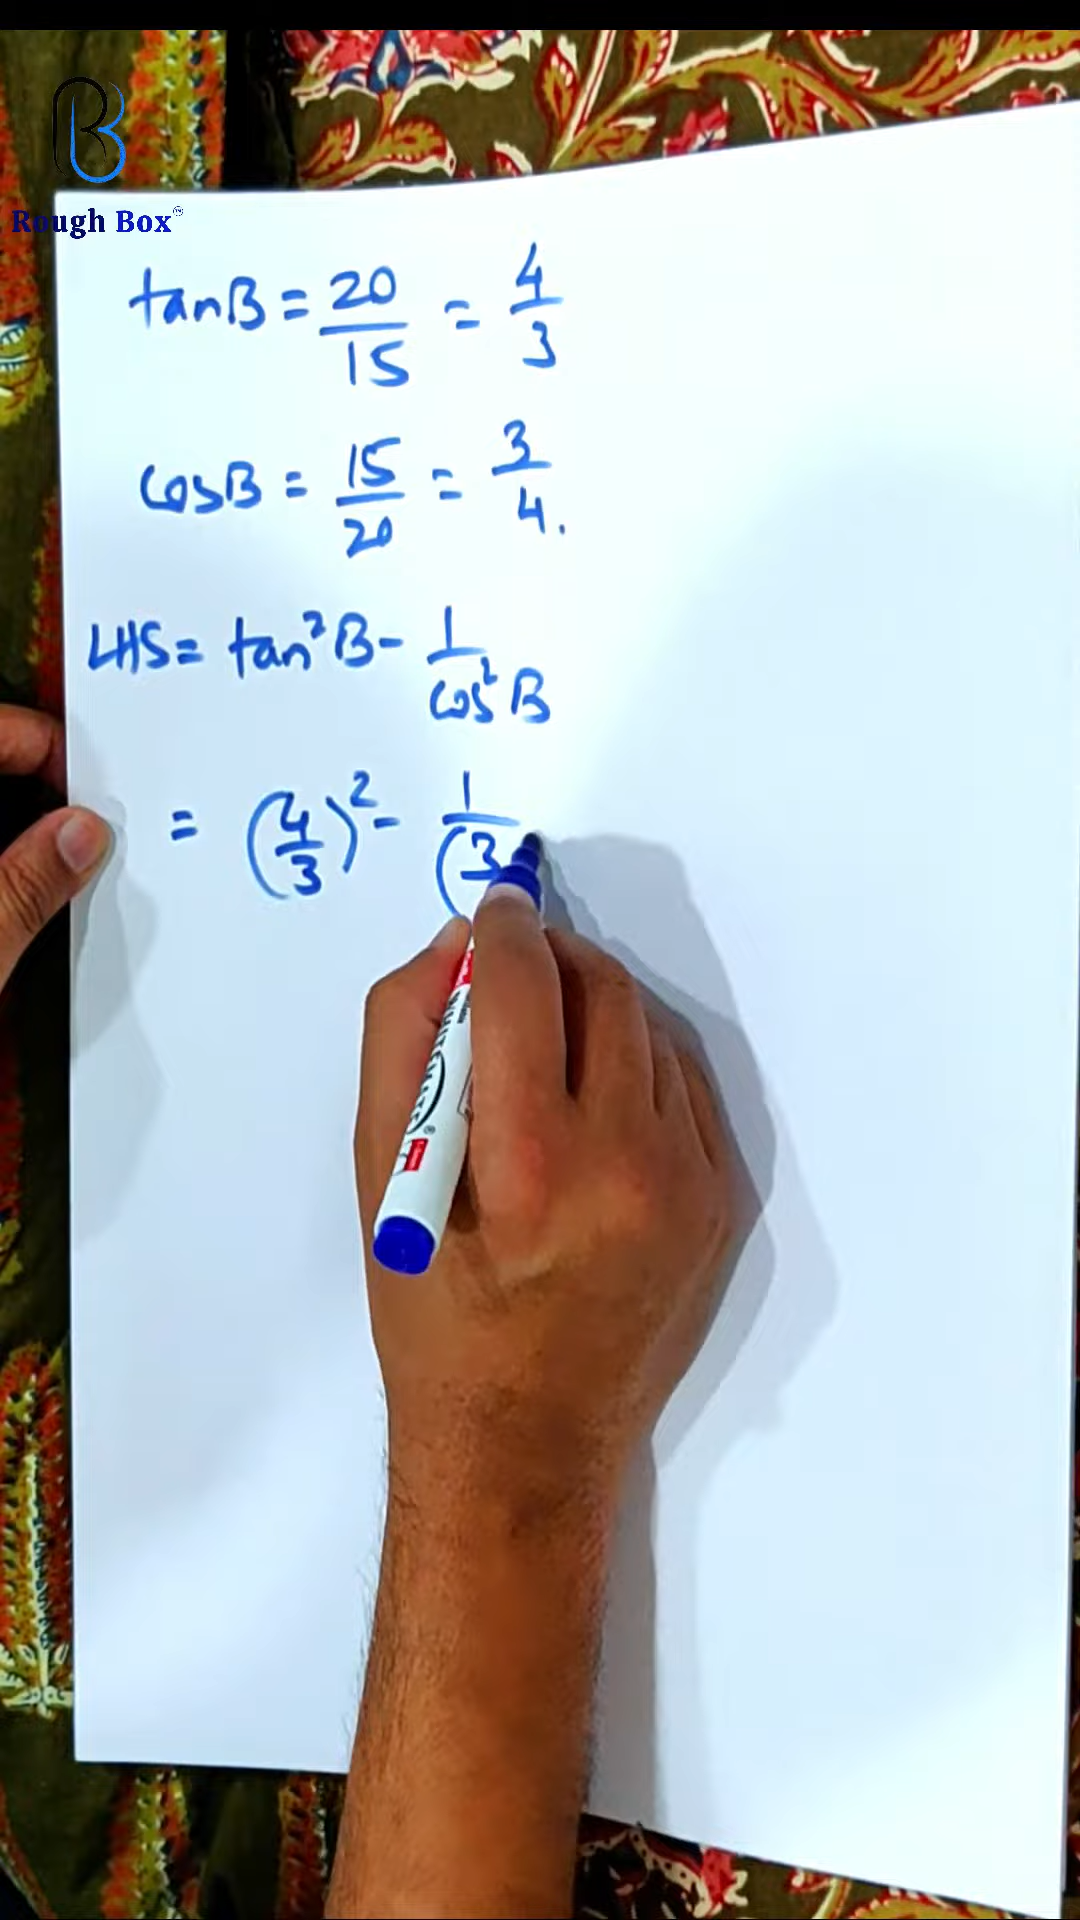 Rough Box™
tanB = 20/15 = 4/3
cosB = 15/20 = 3/4.
LHS = tan²B - 1/cos²B
= (4/3)² - 1/(3